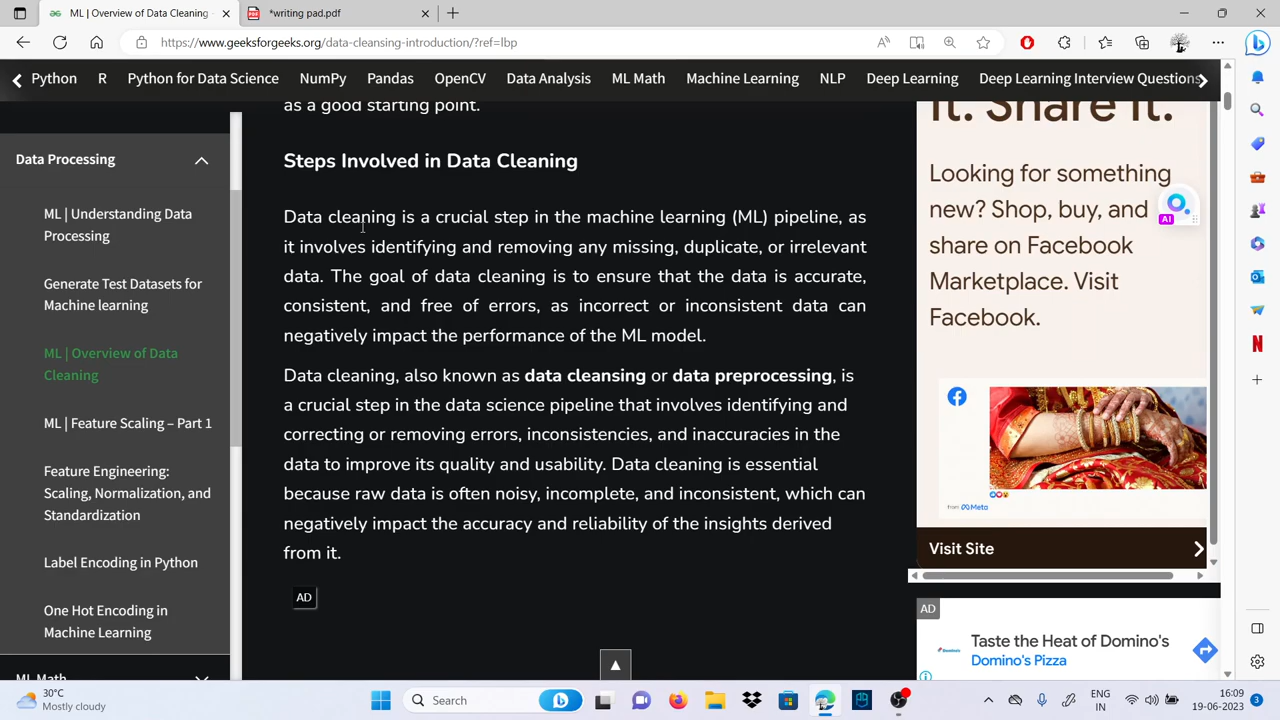 ML | Overview of Data Cleaning
*writing pad.pdf
https://www.geeksforgeeks.org/data-cleansing-introduction/?ref=lbp
Python R Python for Data Science NumPy Pandas OpenCV Data Analysis ML Math Machine Learning NLP Deep Learning Deep Learning Interview Questions
Data Processing
ML | Understanding Data
Processing
Generate Test Datasets for
Machine learning
ML | Overview of Data
Cleaning
ML | Feature Scaling – Part 1
Feature Engineering:
Scaling, Normalization, and
Standardization
Label Encoding in Python
One Hot Encoding in
Machine Learning
ML Math
as a good starting point.
Steps Involved in Data Cleaning
Data cleaning is a crucial step in the machine learning (ML) pipeline, as
it involves identifying and removing any missing, duplicate, or irrelevant
data. The goal of data cleaning is to ensure that the data is accurate,
consistent, and free of errors, as incorrect or inconsistent data can
negatively impact the performance of the ML model.
Data cleaning, also known as data cleansing or data preprocessing, is
a crucial step in the data science pipeline that involves identifying and
correcting or removing errors, inconsistencies, and inaccuracies in the
data to improve its quality and usability. Data cleaning is essential
because raw data is often noisy, incomplete, and inconsistent, which can
negatively impact the accuracy and reliability of the insights derived
from it.
AD
It. Share it.
Looking for something
new? Shop, buy, and
share on Facebook
Marketplace. Visit
Facebook.
AI
from Meta
Visit Site
AD
Taste the Heat of Domino's
Domino's Pizza
30°C
Mostly cloudy
Search
ENG
IN
16:09
19-06-2023
3